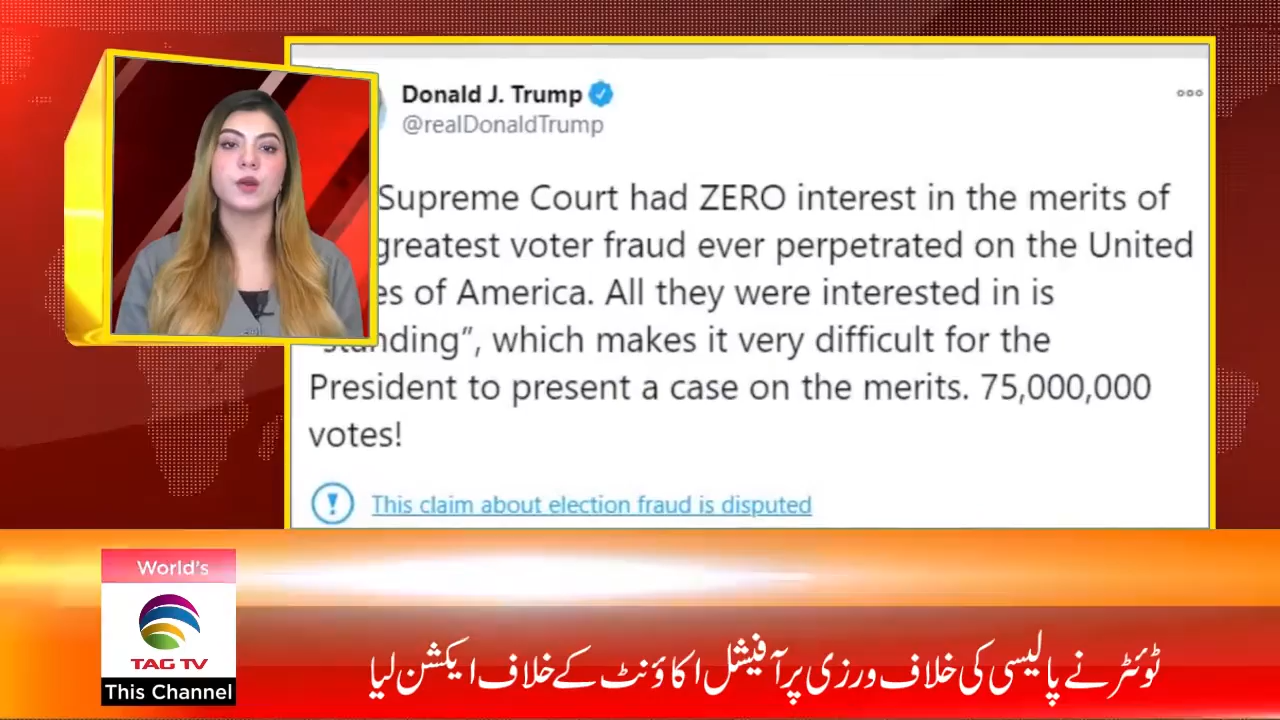 Donald J. Trump
@realDonaldTrump
Supreme Court had ZERO interest in the merits of
greatest voter fraud ever perpetrated on the United
of America. All they were interested in is
standing”, which makes it very difficult for the
President to present a case on the merits. 75,000,000
votes!
This claim about election fraud is disputed
World's
TAG TV
This Channel
ٹوئٹر نے پالیسی کی خلاف ورزی پر آفیشل اکاؤنٹ کے خلاف ایکشن لیا